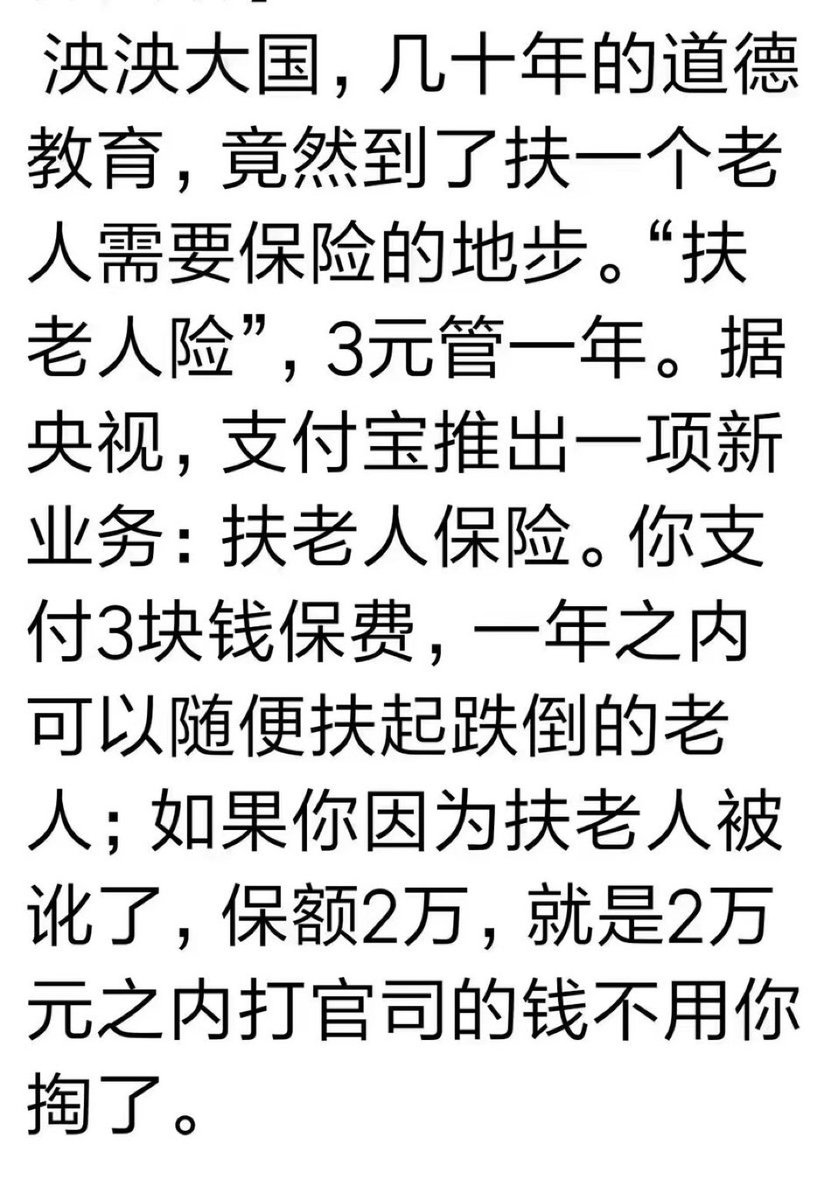 泱泱大国，几十年的道德
教育，竟然到了扶一个老
人需要保险的地步。“扶
老人险”，3元管一年。据
央视，支付宝推出一项新
业务：扶老人保险。你支
付3块钱保费，一年之内
可以随便扶起跌倒的老
人；如果你因为扶老人被
讹了，保额2万，就是2万
元之内打官司的钱不用你
掏了。